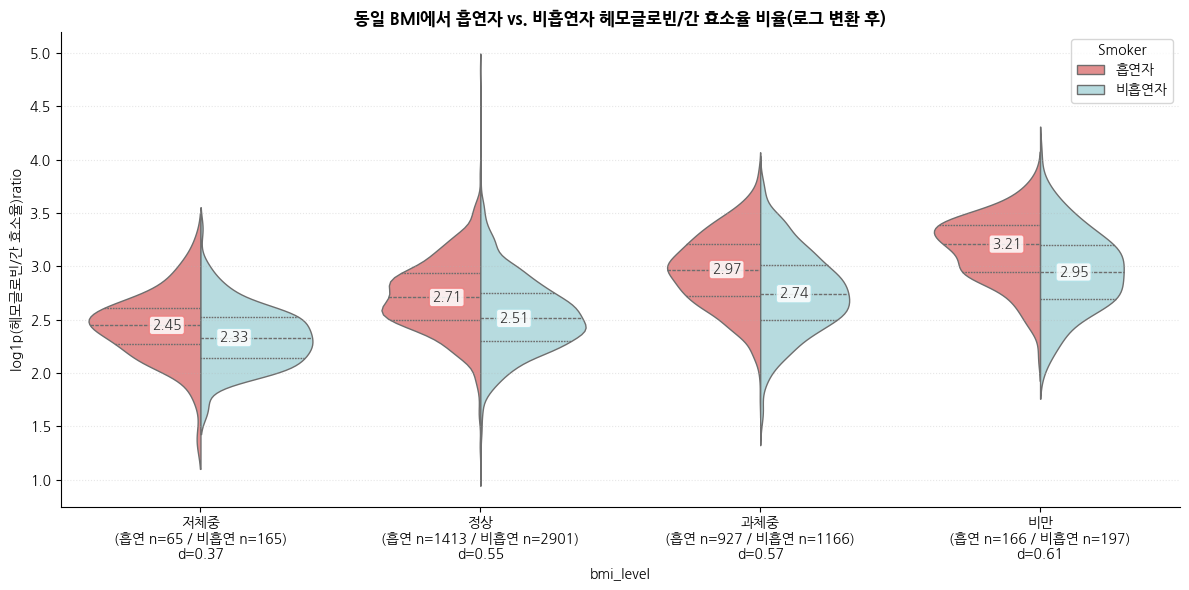 동일 BMI에서 흡연자 vs. 비흡연자 헤모글로빈/간 효소율 비율(로그 변환 후)
Smoker
흡연자
비흡연자
log1p(헤모글로빈/간 효소율)ratio
5.0
4.5
4.0
3.5
3.0
2.5
2.0
1.5
1.0
2.45
2.33
2.71
2.51
2.97
2.74
3.21
2.95
저체중
(흡연 n=65 / 비흡연 n=165)
d=0.37
정상
(흡연 n=1413 / 비흡연 n=2901)
d=0.55
과체중
(흡연 n=927 / 비흡연 n=1166)
d=0.57
비만
(흡연 n=166 / 비흡연 n=197)
d=0.61
bmi_level